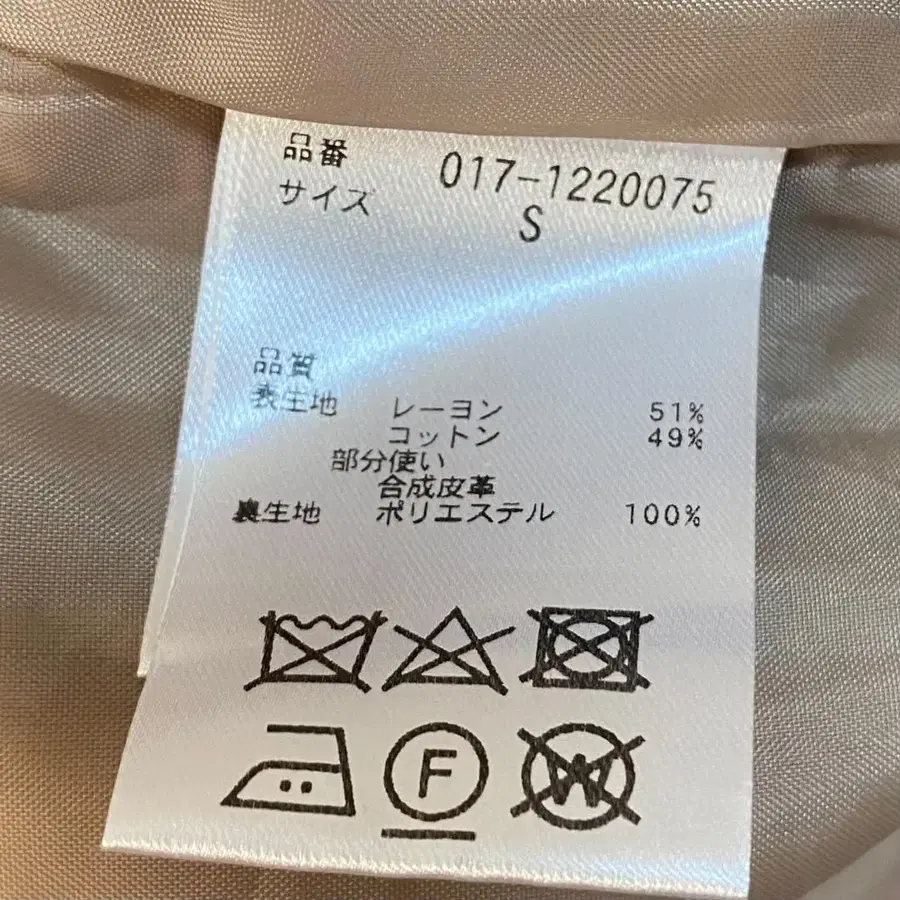 品番 017-1220075
サイズ S
品質
表生地 レーヨン 51%
コットン 49%
部分使い
合成皮革
裏生地 ポリエステル 100%
F
W